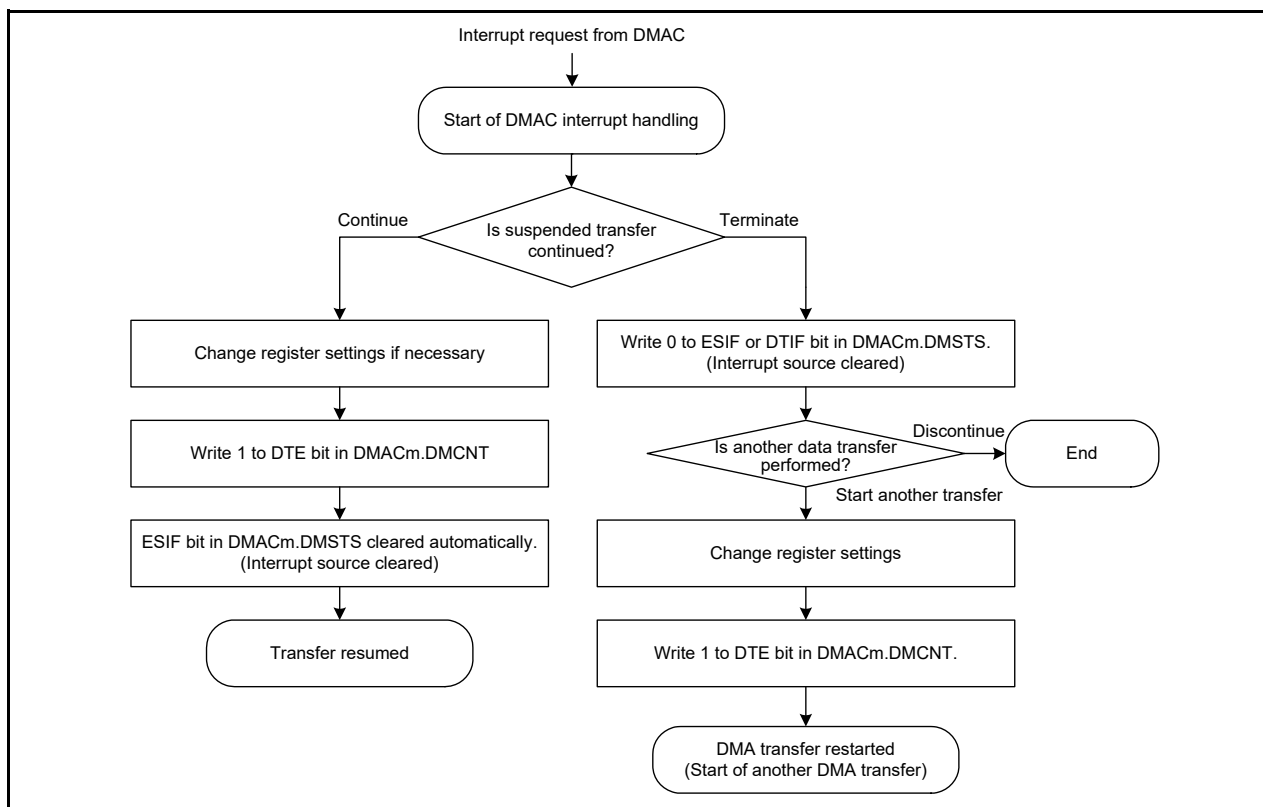 Interrupt request from DMAC
Start of DMAC interrupt handling
Continue
Terminate
Is suspended transfer
continued?
Change register settings if necessary
Write 1 to DTE bit in DMACm.DMCNT
ESIF bit in DMACm.DMSTS cleared automatically.
(Interrupt source cleared)
Transfer resumed
Write 0 to ESIF or DTIF bit in DMACm.DMSTS.
(Interrupt source cleared)
Is another data transfer
performed?
Discontinue
End
Start another transfer
Change register settings
Write 1 to DTE bit in DMACm.DMCNT.
DMA transfer restarted
(Start of another DMA transfer)